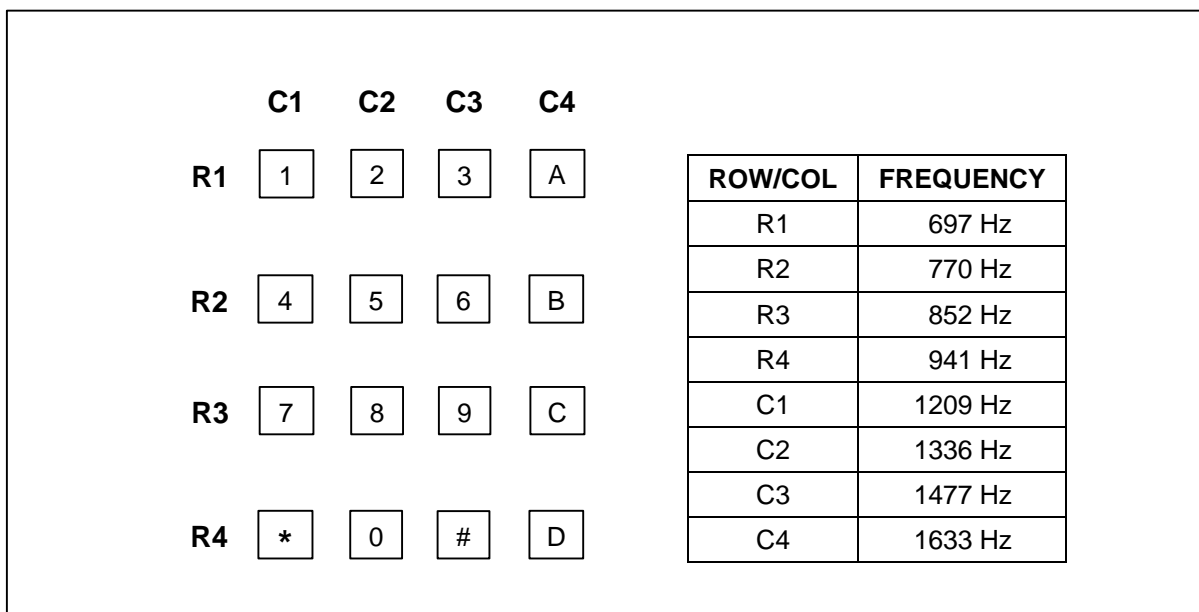 C1 C2 C3 C4
R1 1 2 3 A
R2 4 5 6 B
R3 7 8 9 C
R4 * 0 # D
ROW/COL FREQUENCY
R1 697 Hz
R2 770 Hz
R3 852 Hz
R4 941 Hz
C1 1209 Hz
C2 1336 Hz
C3 1477 Hz
C4 1633 Hz